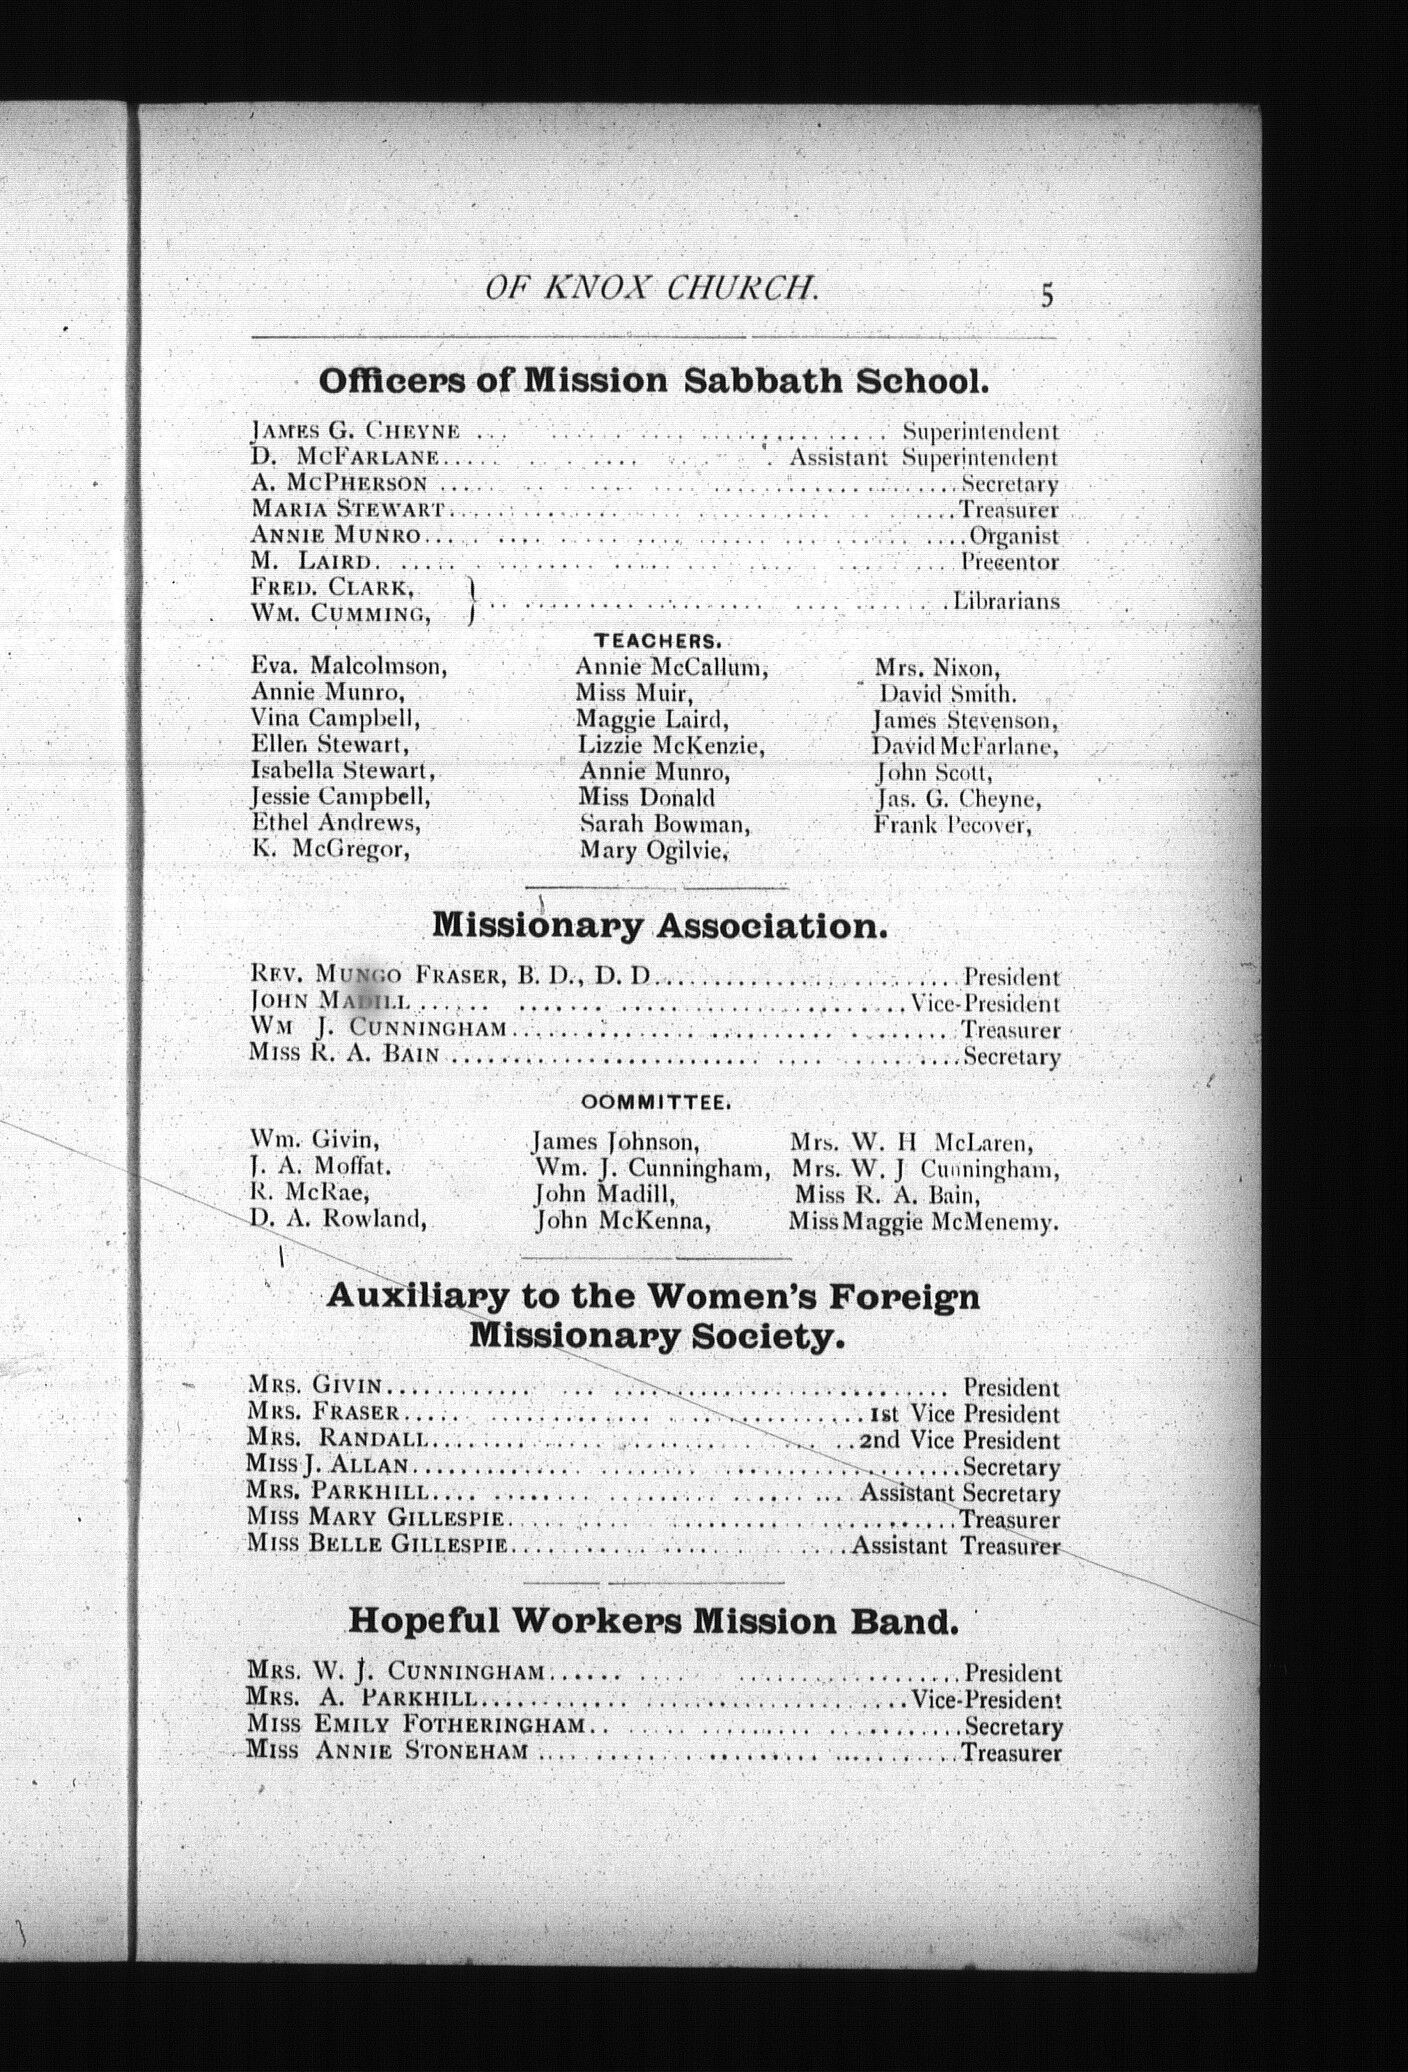 OF KNOX CHURCH. 5
Officers of Mission Sabbath School.
JAMES G. CHEYNE ... Superintendent
D. MCFARLANE ... Assistant Superintendent
A. MCPHERSON ... Secretary
MARIA STEWART ... Treasurer
ANNIE MUNRO ... Organist
M. LAIRD ... Precentor
FRED. CLARK,
WM. CUMMING, } ... Librarians
TEACHERS.
Eva. Malcolmson, Annie McCallum, Mrs. Nixon,
Annie Munro, Miss Muir, David Smith.
Vina Campbell, Maggie Laird, James Stevenson,
Ellen Stewart, Lizzie McKenzie, David McFarlane,
Isabella Stewart, Annie Munro, John Scott,
Jessie Campbell, Miss Donald Jas. G. Cheyne,
Ethel Andrews, Sarah Bowman, Frank Pecover,
K. McGregor, Mary Ogilvie,
Missionary Association.
REV. MUNGO FRASER, B. D., D. D. ... President
JOHN MADILL ... Vice-President
WM J. CUNNINGHAM ... Treasurer
MISS R. A. BAIN ... Secretary
COMMITTEE.
Wm. Givin, James Johnson, Mrs. W. H McLaren,
J. A. Moffat. Wm. J. Cunningham, Mrs. W. J Cunningham,
R. McRae, John Madill, Miss R. A. Bain,
D. A. Rowland, John McKenna, Miss Maggie McMenemy.
Auxiliary to the Women's Foreign
Missionary Society.
MRS. GIVIN ... President
MRS. FRASER ... 1st Vice President
MRS. RANDALL ... 2nd Vice President
MISS J. ALLAN ... Secretary
MRS. PARKHILL ... Assistant Secretary
MISS MARY GILLESPIE ... Treasurer
MISS BELLE GILLESPIE ... Assistant Treasurer
Hopeful Workers Mission Band.
MRS. W. J. CUNNINGHAM ... President
MRS. A. PARKHILL ... Vice-President
MISS EMILY FOTHERINGHAM ... Secretary
MISS ANNIE STONEHAM ... Treasurer